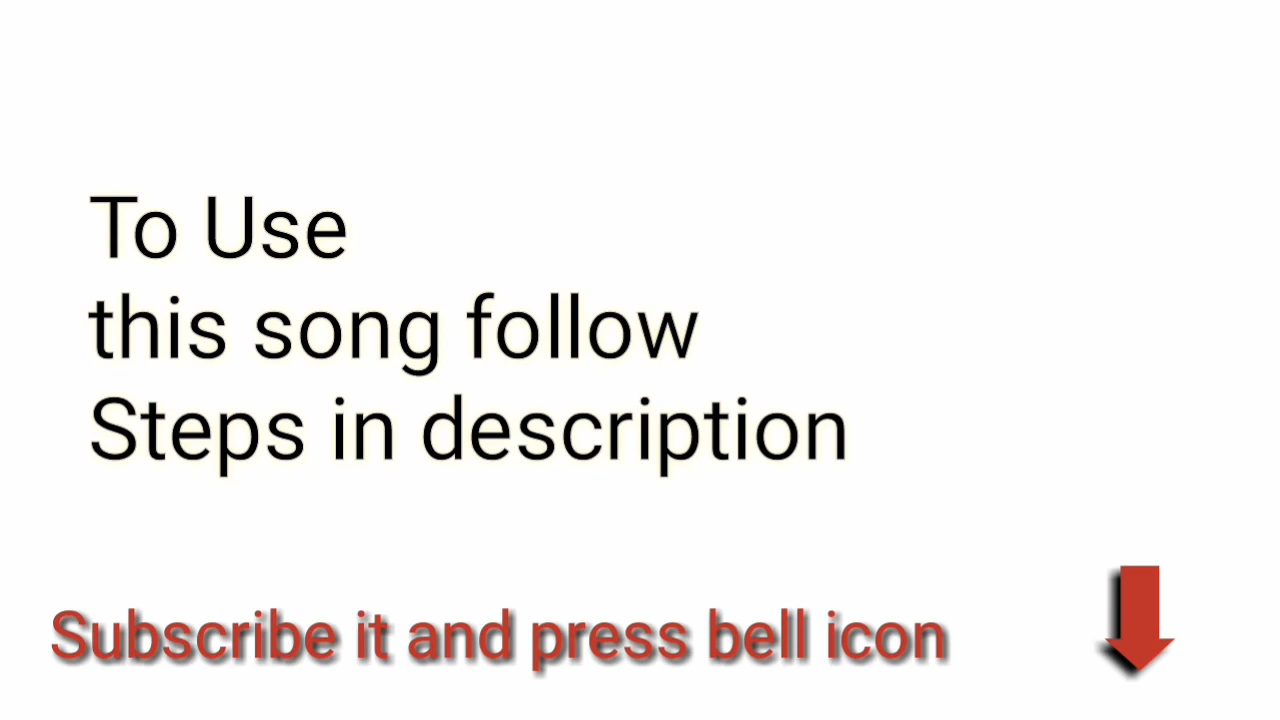 To Use
this song follow
Steps in description
Subscribe it and press bell icon